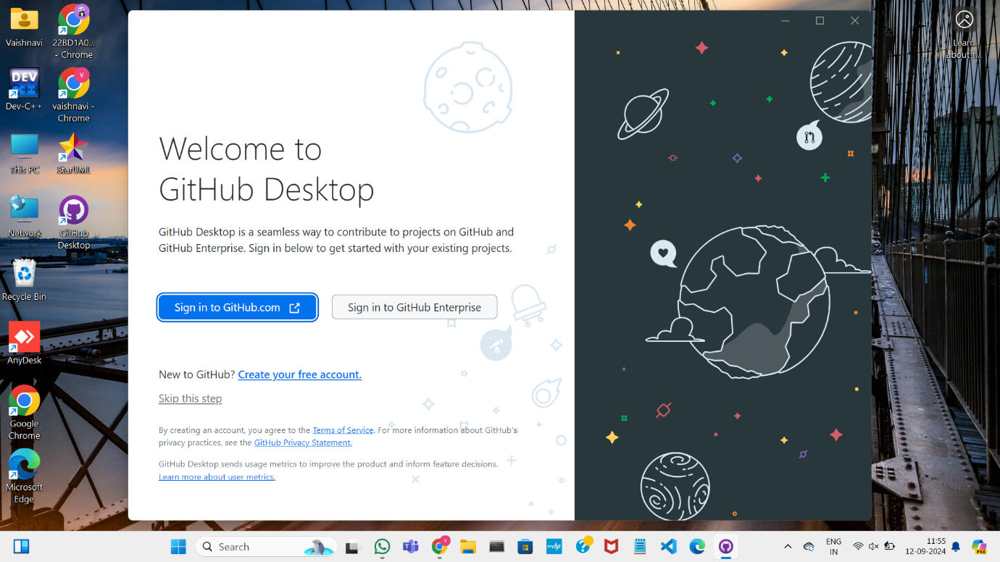 Vaishnavi
22BD1A0...
- Chrome
DEV
C++
V
Dev-C++
vaishnavi -
Chrome
This PC
StarUML
Network
GitHub
Desktop
Recycle Bin
AnyDesk
Google
Chrome
Microsoft
Edge
Welcome to
GitHub Desktop
GitHub Desktop is a seamless way to contribute to projects on GitHub and
GitHub Enterprise. Sign in below to get started with your existing projects.
Sign in to GitHub.com
Sign in to GitHub Enterprise
New to GitHub? Create your free account.
Skip this step
By creating an account, you agree to the Terms of Service. For more information about GitHub's
privacy practices, see the GitHub Privacy Statement.
GitHub Desktop sends usage metrics to improve the product and inform feature decisions.
Learn more about user metrics.
Learn
about t...
Search
V
myhp
ENG
IN
11:55
12-09-2024
PRE